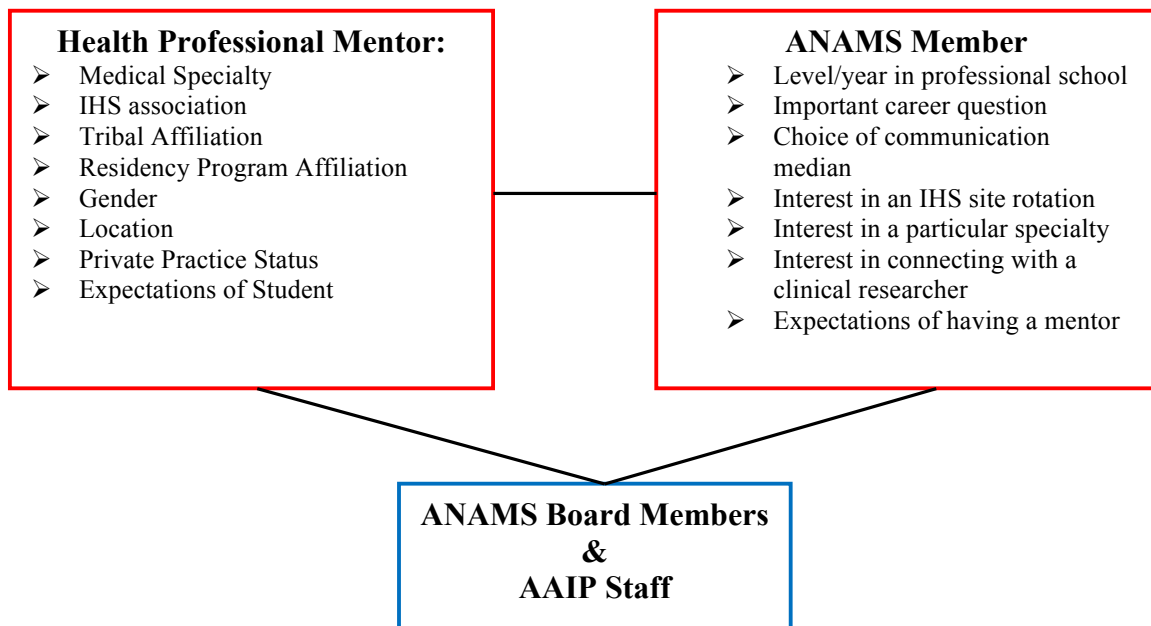 Health Professional Mentor:
➢ Medical Specialty
➢ IHS association
➢ Tribal Affiliation
➢ Residency Program Affiliation
➢ Gender
➢ Location
➢ Private Practice Status
➢ Expectations of Student
ANAMS Member
➢ Level/year in professional school
➢ Important career question
➢ Choice of communication
median
➢ Interest in an IHS site rotation
➢ Interest in a particular specialty
➢ Interest in connecting with a
clinical researcher
➢ Expectations of having a mentor
ANAMS Board Members
&
AAIP Staff